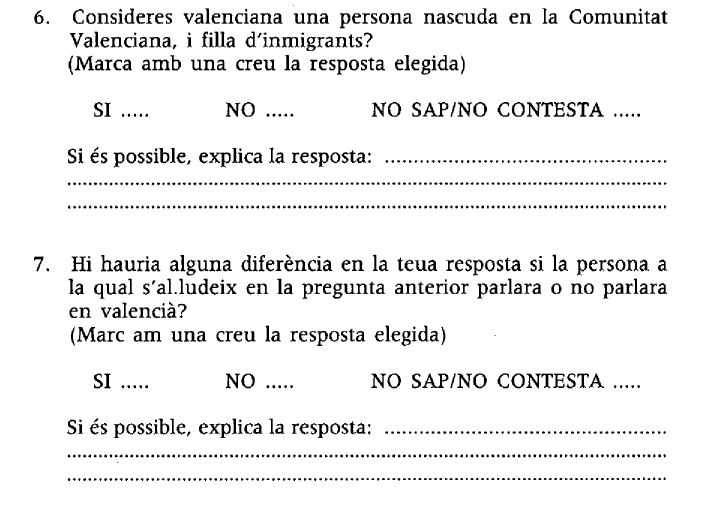 6. Consideres valenciana una persona nascuda en la Comunitat
Valenciana, i filla d'inmigrants?
(Marca amb una creu la resposta elegida)
SI ..... NO ..... NO SAP/NO CONTESTA .....
Si és possible, explica la resposta: ................................................
........................................................................................................
........................................................................................................
7. Hi hauria alguna diferència en la teua resposta si la persona a
la qual s'al.ludeix en la pregunta anterior parlara o no parlara
en valencià?
(Marc am una creu la resposta elegida)
SI ..... NO ..... NO SAP/NO CONTESTA .....
Si és possible, explica la resposta: ................................................
........................................................................................................
........................................................................................................